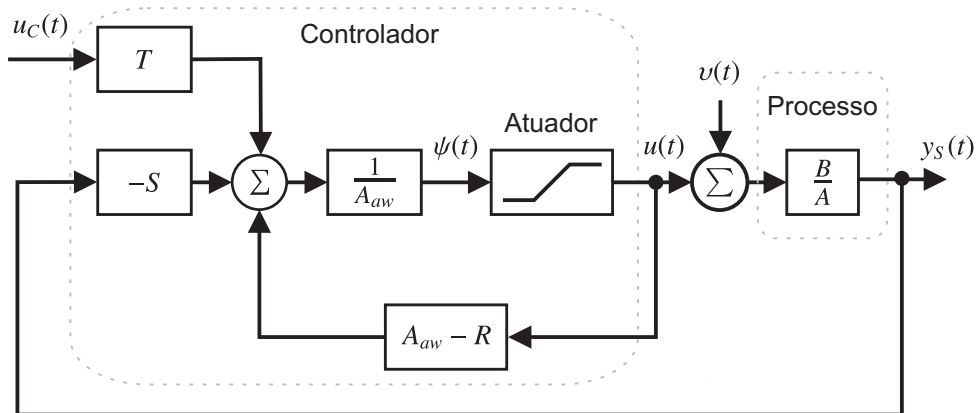 u_C(t)
Controlador
T
υ(t)
Processo
Atuador
ψ(t)
u(t)
y_S(t)
−S
Σ
1
A_aw
Σ
B
A
A_aw − R